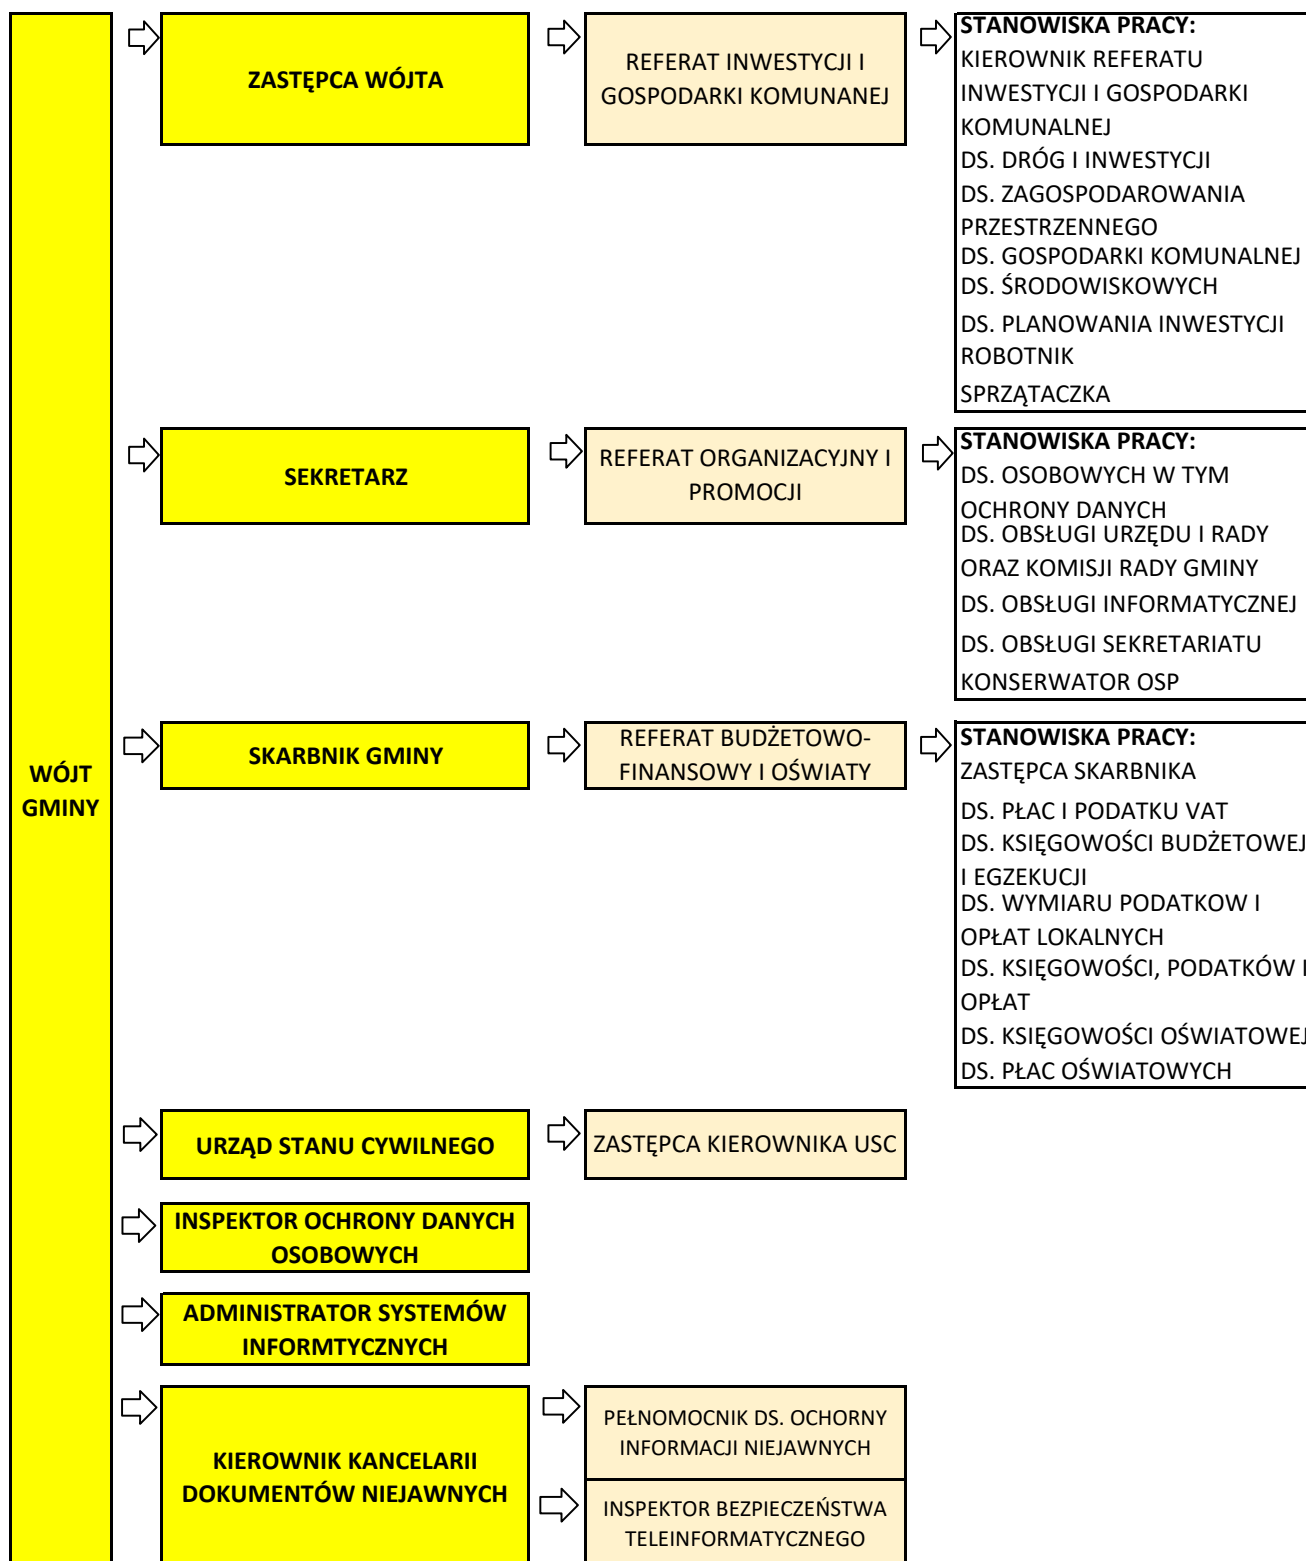 WÓJT
GMINY
ZASTĘPCA WÓJTA
REFERAT INWESTYCJI I
GOSPODARKI KOMUNANEJ
STANOWISKA PRACY:
KIEROWNIK REFERATU
INWESTYCJI I GOSPODARKI
KOMUNALNEJ
DS. DRÓG I INWESTYCJI
DS. ZAGOSPODAROWANIA
PRZESTRZENNEGO
DS. GOSPODARKI KOMUNALNEJ
DS. ŚRODOWISKOWYCH
DS. PLANOWANIA INWESTYCJI
ROBOTNIK
SPRZĄTACZKA
SEKRETARZ
REFERAT ORGANIZACYJNY I
PROMOCJI
STANOWISKA PRACY:
DS. OSOBOWYCH W TYM
OCHRONY DANYCH
DS. OBSŁUGI URZĘDU I RADY
ORAZ KOMISJI RADY GMINY
DS. OBSŁUGI INFORMATYCZNEJ
DS. OBSŁUGI SEKRETARIATU
KONSERWATOR OSP
SKARBNIK GMINY
REFERAT BUDŻETOWO-
FINANSOWY I OŚWIATY
STANOWISKA PRACY:
ZASTĘPCA SKARBNIKA
DS. PŁAC I PODATKU VAT
DS. KSIĘGOWOŚCI BUDŻETOWEJ
I EGZEKUCJI
DS. WYMIARU PODATKOW I
OPŁAT LOKALNYCH
DS. KSIĘGOWOŚCI, PODATKÓW I
OPŁAT
DS. KSIĘGOWOŚCI OŚWIATOWEJ
DS. PŁAC OŚWIATOWYCH
URZĄD STANU CYWILNEGO
ZASTĘPCA KIEROWNIKA USC
INSPEKTOR OCHRONY DANYCH
OSOBOWYCH
ADMINISTRATOR SYSTEMÓW
INFORMTYCZNYCH
KIEROWNIK KANCELARII
DOKUMENTÓW NIEJAWNYCH
PEŁNOMOCNIK DS. OCHORNY
INFORMACJI NIEJAWNYCH
INSPEKTOR BEZPIECZEŃSTWA
TELEINFORMATYCZNEGO